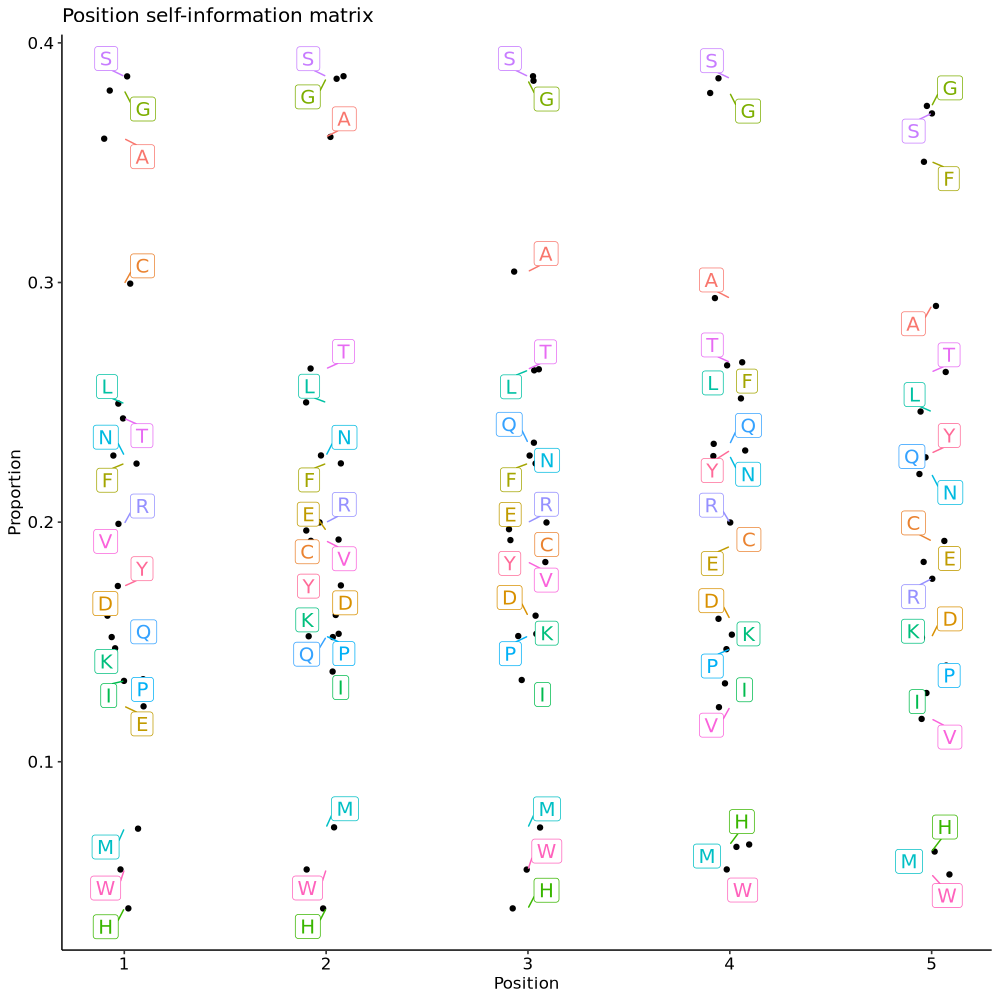 Position self-information matrix
0.4
S
S
S
S
G
G
G
G
G
A
S
A
F
C
A
0.3
A
A
T
T
T
T
L
L
L
L
F
L
N
T
N
Q
Q
Y
F
F
F
N
Y
N
Q
N
R
E
R
E
R
R
C
0.2
V
C
V
Y
C
V
E
C
E
Y
Y
D
D
R
D
Q
K
D
K
K
K
D
K
Q
P
P
P
P
I
P
I
I
I
I
E
V
V
0.1
M
M
M
H
H
M
W
M
W
W
H
W
W
H
H
Proportion
1
2
3
4
5
Position